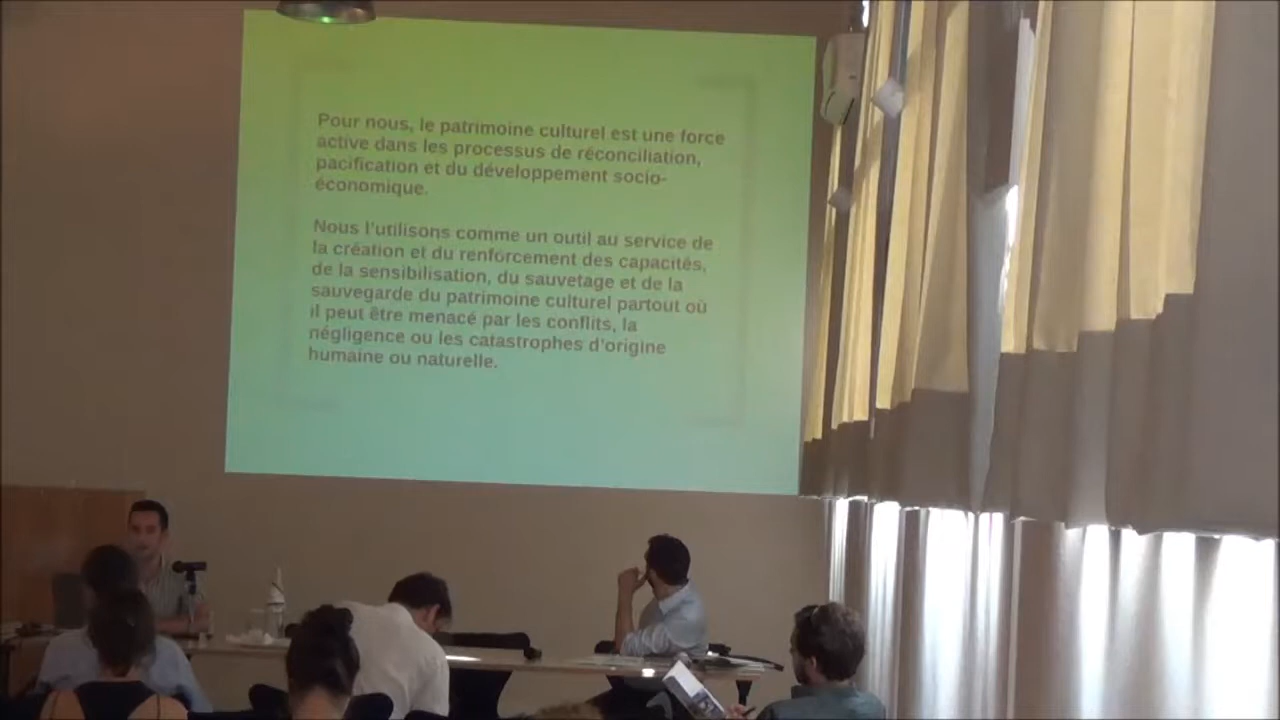 Pour nous, le patrimoine culturel est une force
active dans les processus de réconciliation,
pacification et du développement socio-
économique.
Nous l'utilisons comme un outil au service de
la création et du renforcement des capacités,
de la sensibilisation, du sauvetage et de la
sauvegarde du patrimoine culturel partout où
il peut être menacé par les conflits, la
négligence ou les catastrophes d'origine
humaine ou naturelle.